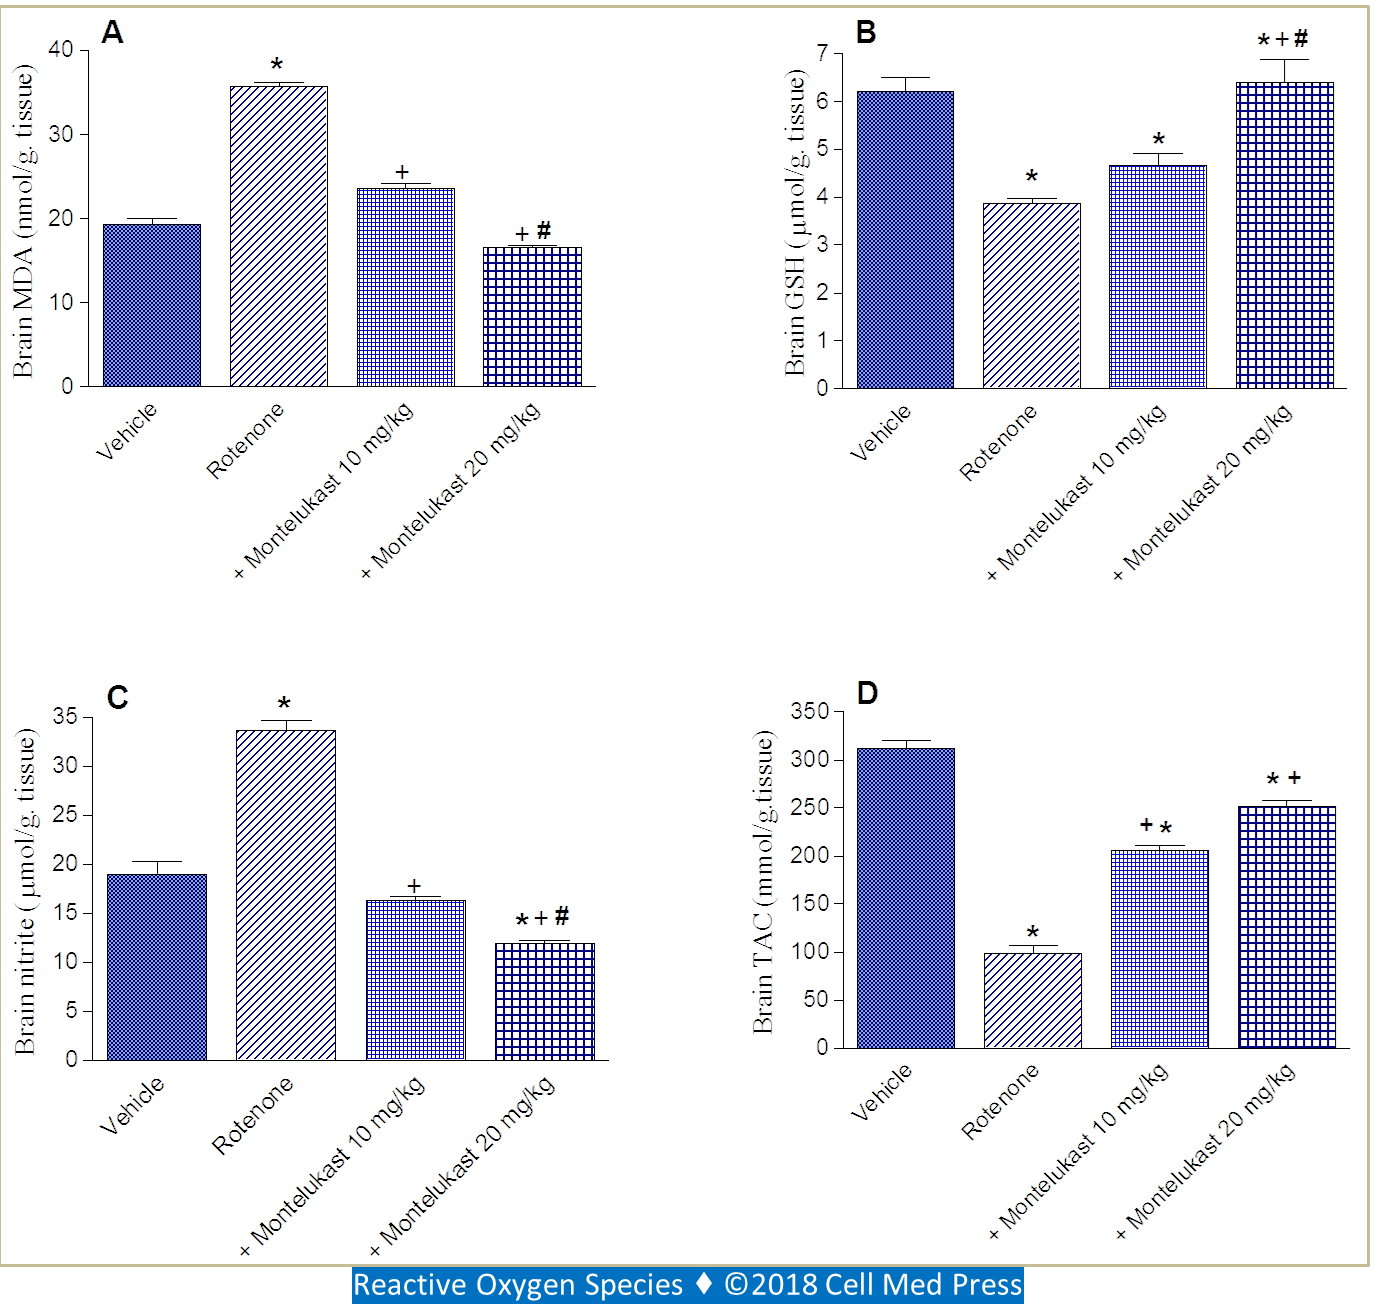 A
Brain MDA (nmol/g. tissue)
40
30
20
10
0
*
+
+ #
Vehicle
Rotenone
+ Montelukast 10 mg/kg
+ Montelukast 20 mg/kg
B
Brain GSH ( μmol/g. tissue)
7
6
5
4
3
2
1
0
*
*
* + #
Vehicle
Rotenone
+ Montelukast 10 mg/kg
+ Montelukast 20 mg/kg
C
Brain nitrite ( μmol/g. tissue)
35
30
25
20
15
10
5
0
*
+
* + #
Vehicle
Rotenone
+ Montelukast 10 mg/kg
+ Montelukast 20 mg/kg
D
Brain TAC (mmol/g.tissue)
350
300
250
200
150
100
50
0
*
+ *
* +
Vehicle
Rotenone
+ Montelukast 10 mg/kg
+ Montelukast 20 mg/kg
Reactive Oxygen Species ♦ ©2018 Cell Med Press